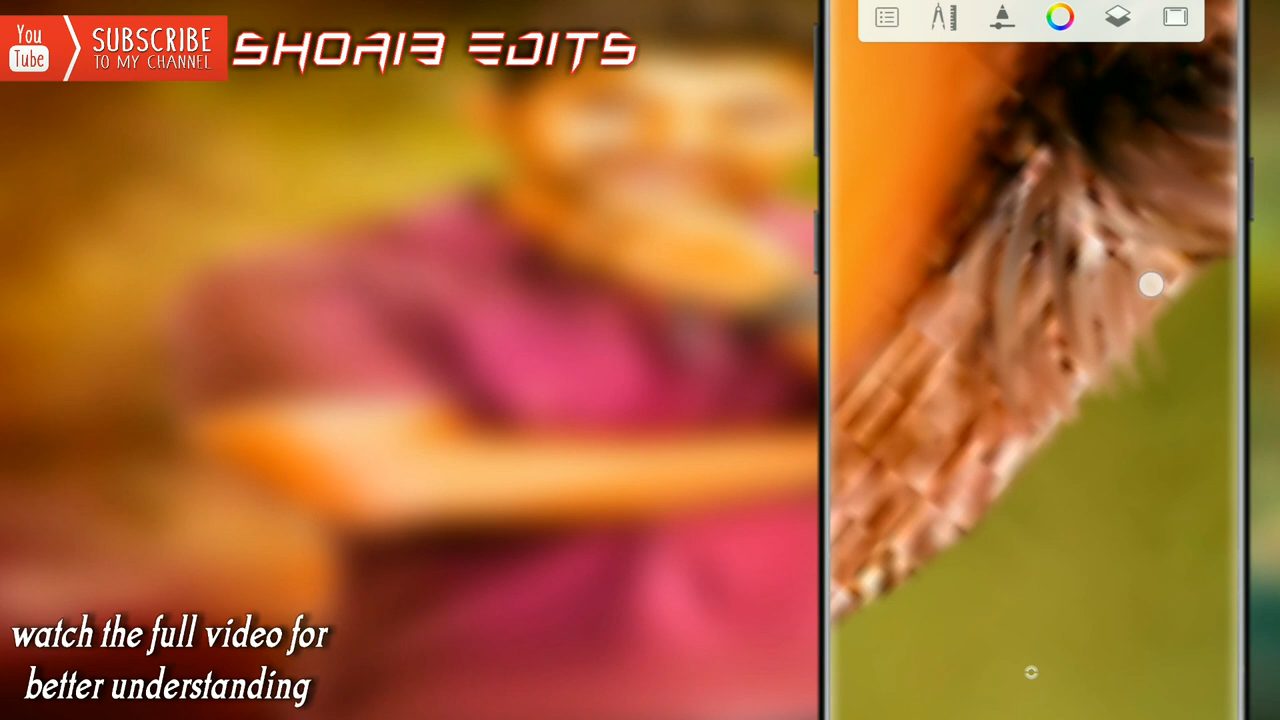 You
Tube
SUBSCRIBE
TO MY CHANNEL
SHOAIB EDITS
watch the full video for
better understanding